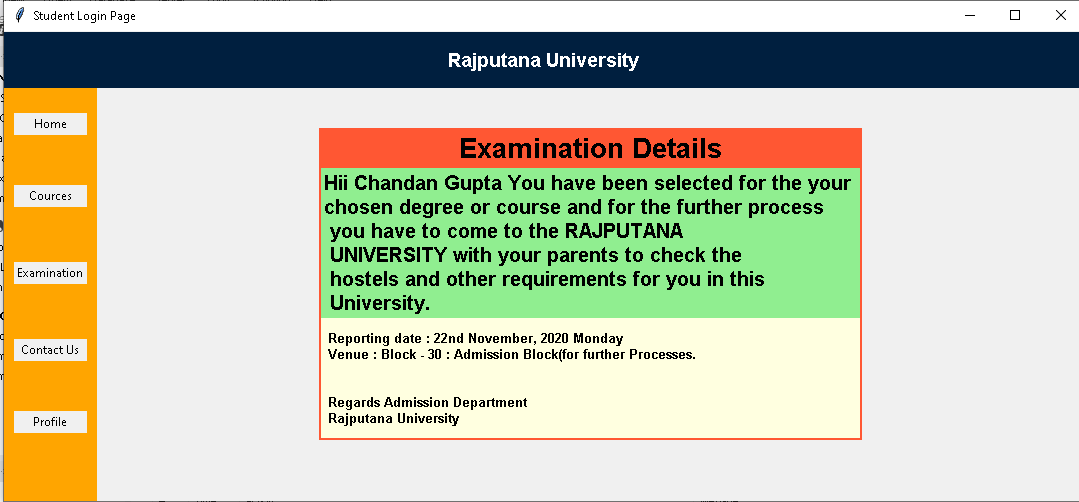 Student Login Page
Rajputana University
Home
Cources
Examination
Contact Us
Profile
Examination Details
Hii Chandan Gupta You have been selected for the your
chosen degree or course and for the further process
you have to come to the RAJPUTANA
UNIVERSITY with your parents to check the
hostels and other requirements for you in this
University.
Reporting date : 22nd November, 2020 Monday
Venue : Block - 30 : Admission Block(for further Processes.
Regards Admission Department
Rajputana University